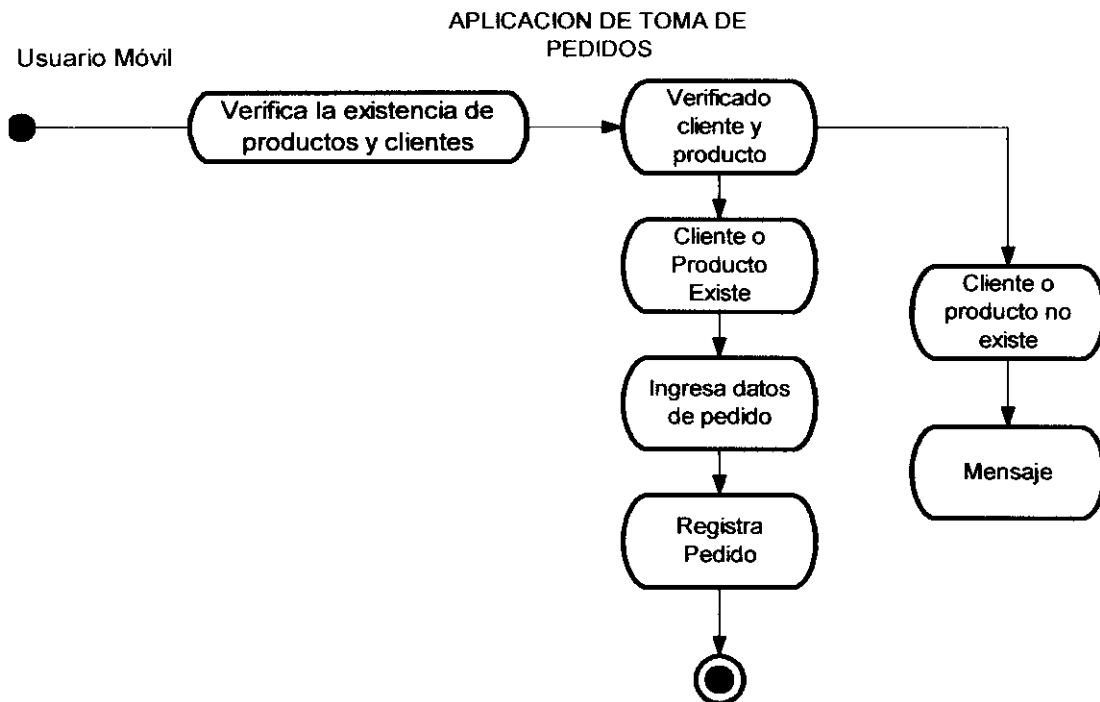 APLICACION DE TOMA DE
PEDIDOS
Usuario Móvil
Verifica la existencia de
productos y clientes
Verificado
cliente y
producto
Cliente o
Producto
Existe
Cliente o
producto no
existe
Ingresa datos
de pedido
Mensaje
Registra
Pedido